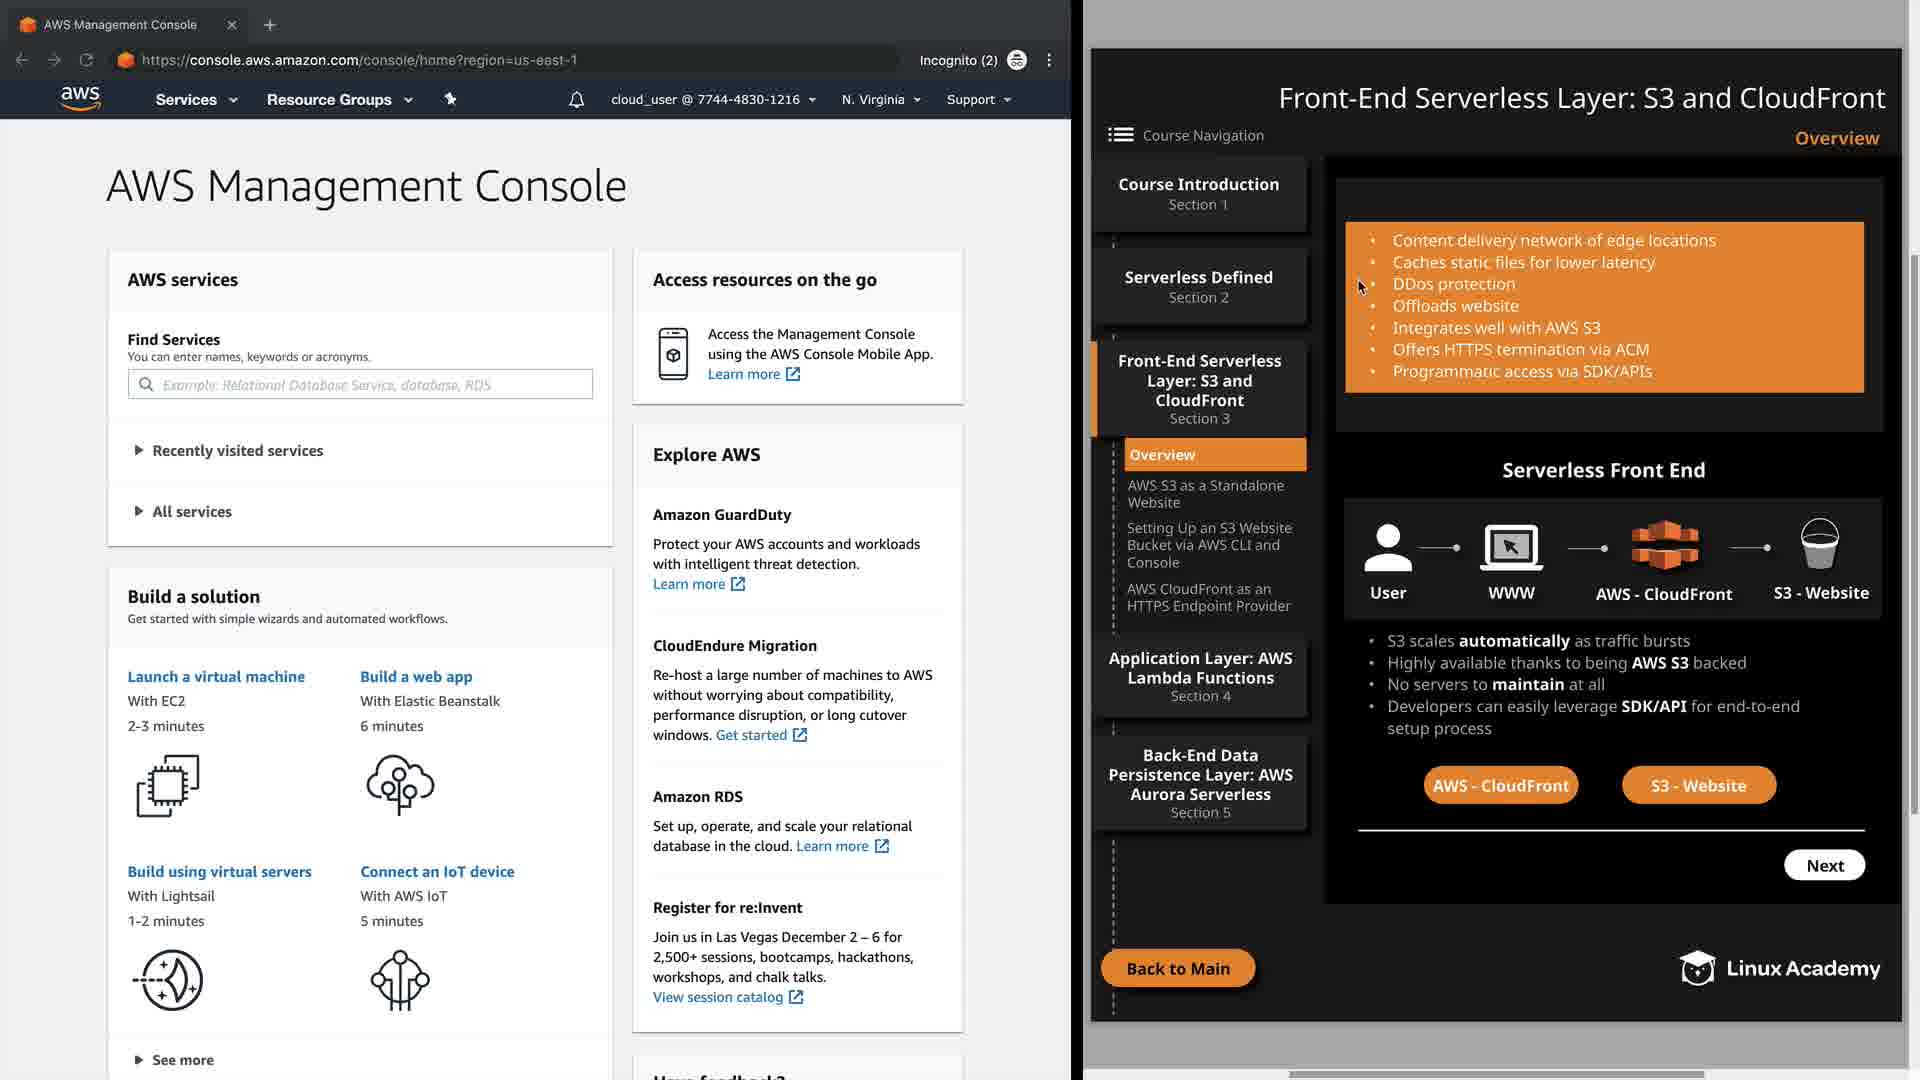 AWS Management Console
https://console.aws.amazon.com/console/home?region=us-east-1
Incognito (2)
aws
Services
Resource Groups
cloud_user @ 7744-4830-1216
N. Virginia
Support
AWS Management Console
AWS services
Find Services
You can enter names, keywords or acronyms.
Example: Relational Database Service, database, RDS
Recently visited services
All services
Build a solution
Get started with simple wizards and automated workflows.
Launch a virtual machine
With EC2
2-3 minutes
Build a web app
With Elastic Beanstalk
6 minutes
Build using virtual servers
With Lightsail
1-2 minutes
Connect an IoT device
With AWS IoT
5 minutes
See more
Access resources on the go
Access the Management Console
using the AWS Console Mobile App.
Learn more
Explore AWS
Amazon GuardDuty
Protect your AWS accounts and workloads
with intelligent threat detection.
Learn more
CloudEndure Migration
Re-host a large number of machines to AWS
without worrying about compatibility,
performance disruption, or long cutover
windows. Get started
Amazon RDS
Set up, operate, and scale your relational
database in the cloud. Learn more
Register for re:Invent
Join us in Las Vegas December 2 – 6 for
2,500+ sessions, bootcamps, hackathons,
workshops, and chalk talks.
View session catalog
Have feedback?
Front-End Serverless Layer: S3 and CloudFront
Course Navigation
Overview
Course Introduction
Section 1
Serverless Defined
Section 2
Front-End Serverless
Layer: S3 and
CloudFront
Section 3
Overview
AWS S3 as a Standalone
Website
Setting Up an S3 Website
Bucket via AWS CLI and
Console
AWS CloudFront as an
HTTPS Endpoint Provider
Application Layer: AWS
Lambda Functions
Section 4
Back-End Data
Persistence Layer: AWS
Aurora Serverless
Section 5
Back to Main
• Content delivery network of edge locations
• Caches static files for lower latency
• DDos protection
• Offloads website
• Integrates well with AWS S3
• Offers HTTPS termination via ACM
• Programmatic access via SDK/APIs
Serverless Front End
User
WWW
AWS - CloudFront
S3 - Website
• S3 scales automatically as traffic bursts
• Highly available thanks to being AWS S3 backed
• No servers to maintain at all
• Developers can easily leverage SDK/API for end-to-end
setup process
AWS - CloudFront
S3 - Website
Next
Linux Academy